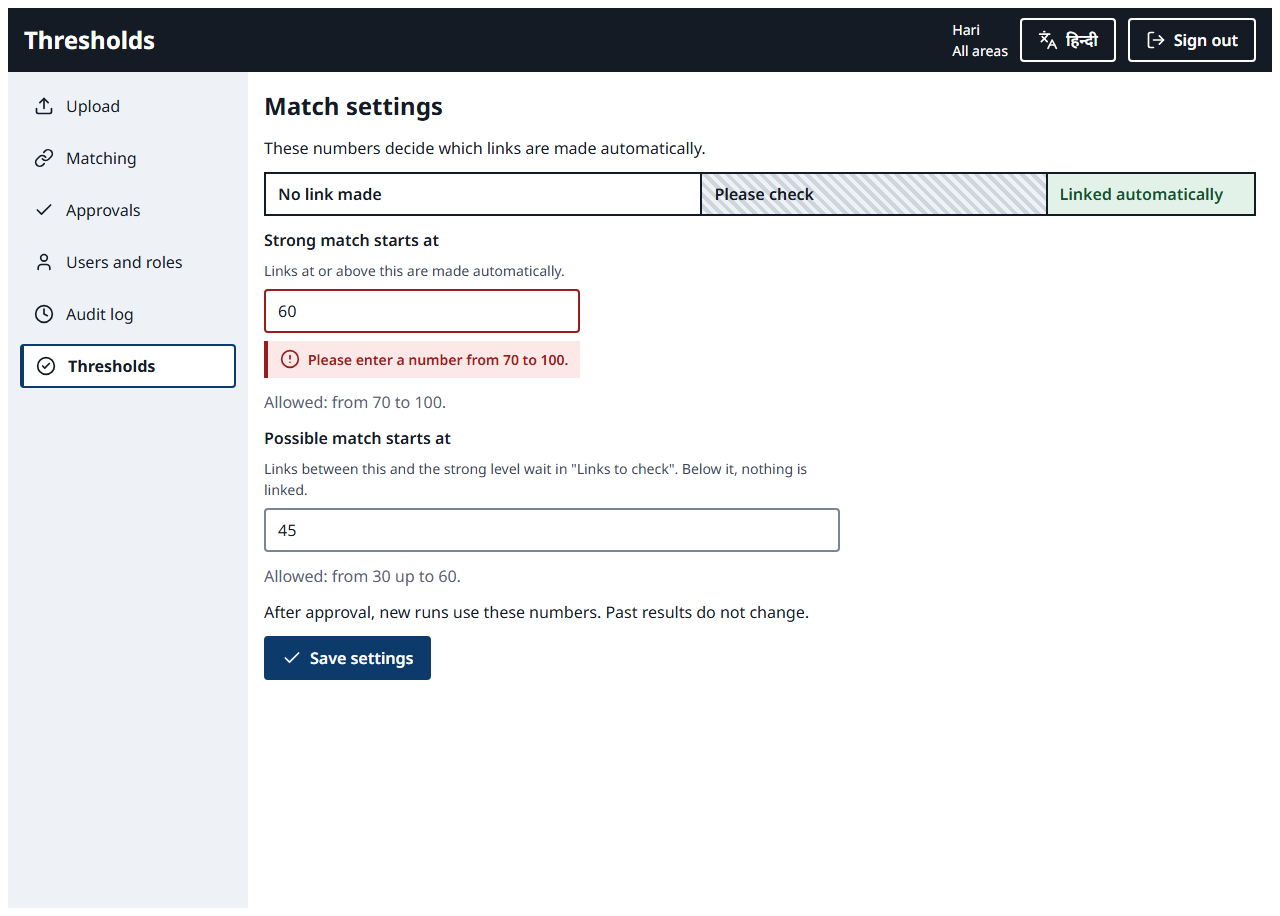 Thresholds
Hari
All areas
हिन्दी
Sign out
Upload
Matching
Approvals
Users and roles
Audit log
Thresholds
Match settings
These numbers decide which links are made automatically.
No link made
Please check
Linked automatically
Strong match starts at
Links at or above this are made automatically.
60
Please enter a number from 70 to 100.
Allowed: from 70 to 100.
Possible match starts at
Links between this and the strong level wait in "Links to check". Below it, nothing is
linked.
45
Allowed: from 30 up to 60.
After approval, new runs use these numbers. Past results do not change.
Save settings